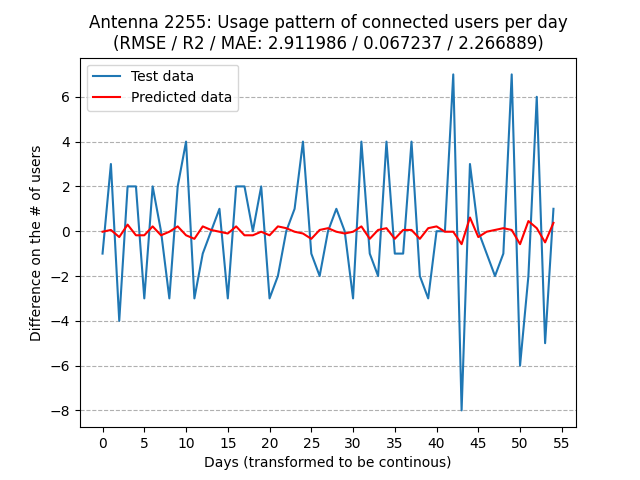 Antenna 2255: Usage pattern of connected users per day
(RMSE / R2 / MAE: 2.911986 / 0.067237 / 2.266889)
Test data
Predicted data
6
4
2
0
−2
−4
−6
−8
Difference on the # of users
0 5 10 15 20 25 30 35 40 45 50 55
Days (transformed to be continous)